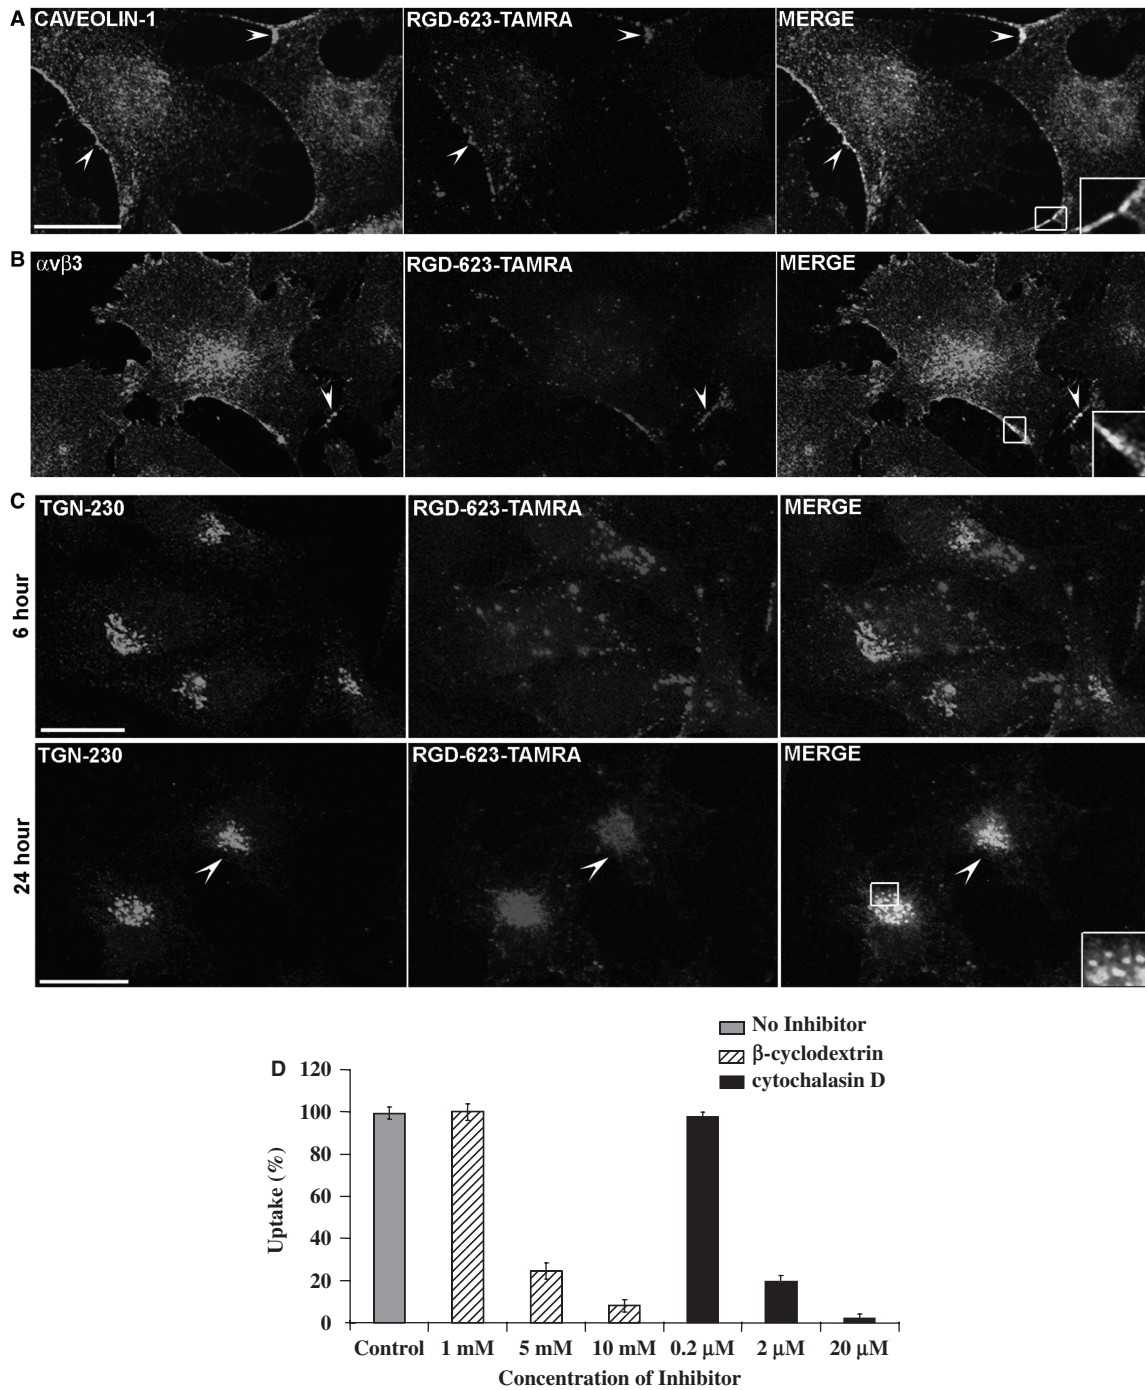 A
CAVEOLIN-1
RGD-623-TAMRA
MERGE
B
αvβ3
RGD-623-TAMRA
MERGE
C
6 hour
TGN-230
RGD-623-TAMRA
MERGE
24 hour
TGN-230
RGD-623-TAMRA
MERGE
No Inhibitor
β-cyclodextrin
cytochalasin D
D
Uptake (%)
120
100
80
60
40
20
0
Control 1 mM 5 mM 10 mM 0.2 μM 2 μM 20 μM
Concentration of Inhibitor